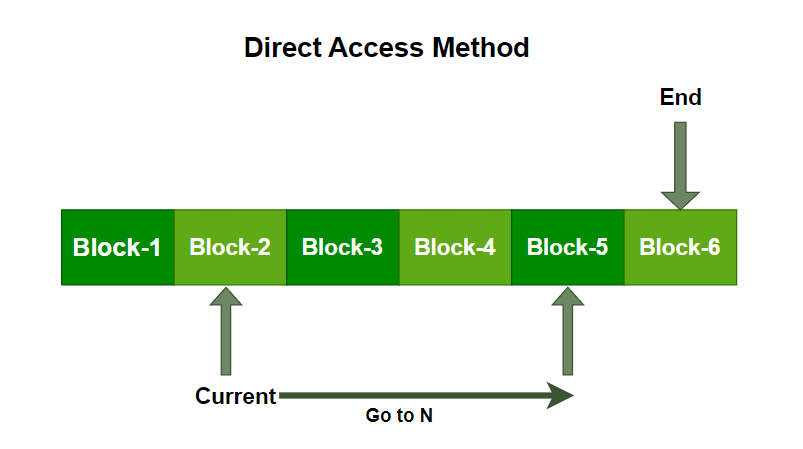 Direct Access Method
End
Block-1 Block-2 Block-3 Block-4 Block-5 Block-6
Current
Go to N